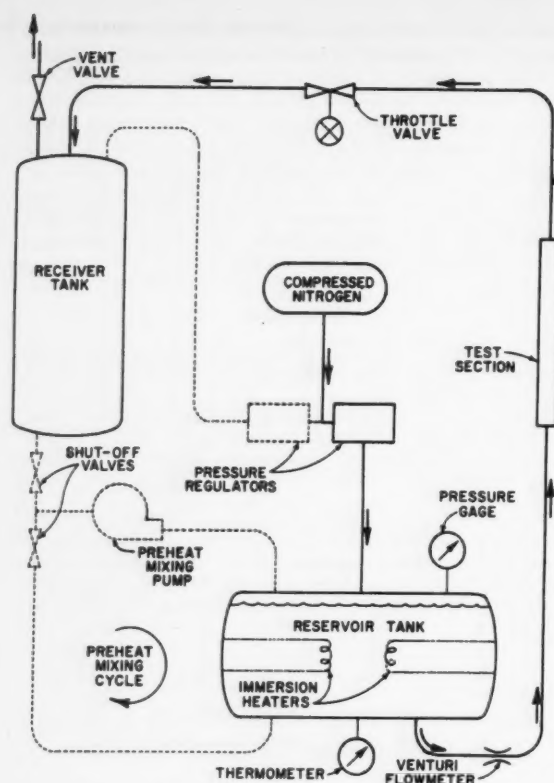 VENT
VALVE
THROTTLE
VALVE
RECEIVER
TANK
COMPRESSED
NITROGEN
TEST
SECTION
SHUT-OFF
VALVES
PRESSURE
REGULATORS
PRESSURE
GAGE
PREHEAT
MIXING
PUMP
RESERVOIR TANK
PREHEAT
MIXING
CYCLE
IMMERSION
HEATERS
THERMOMETER
VENTURI
FLOWMETER